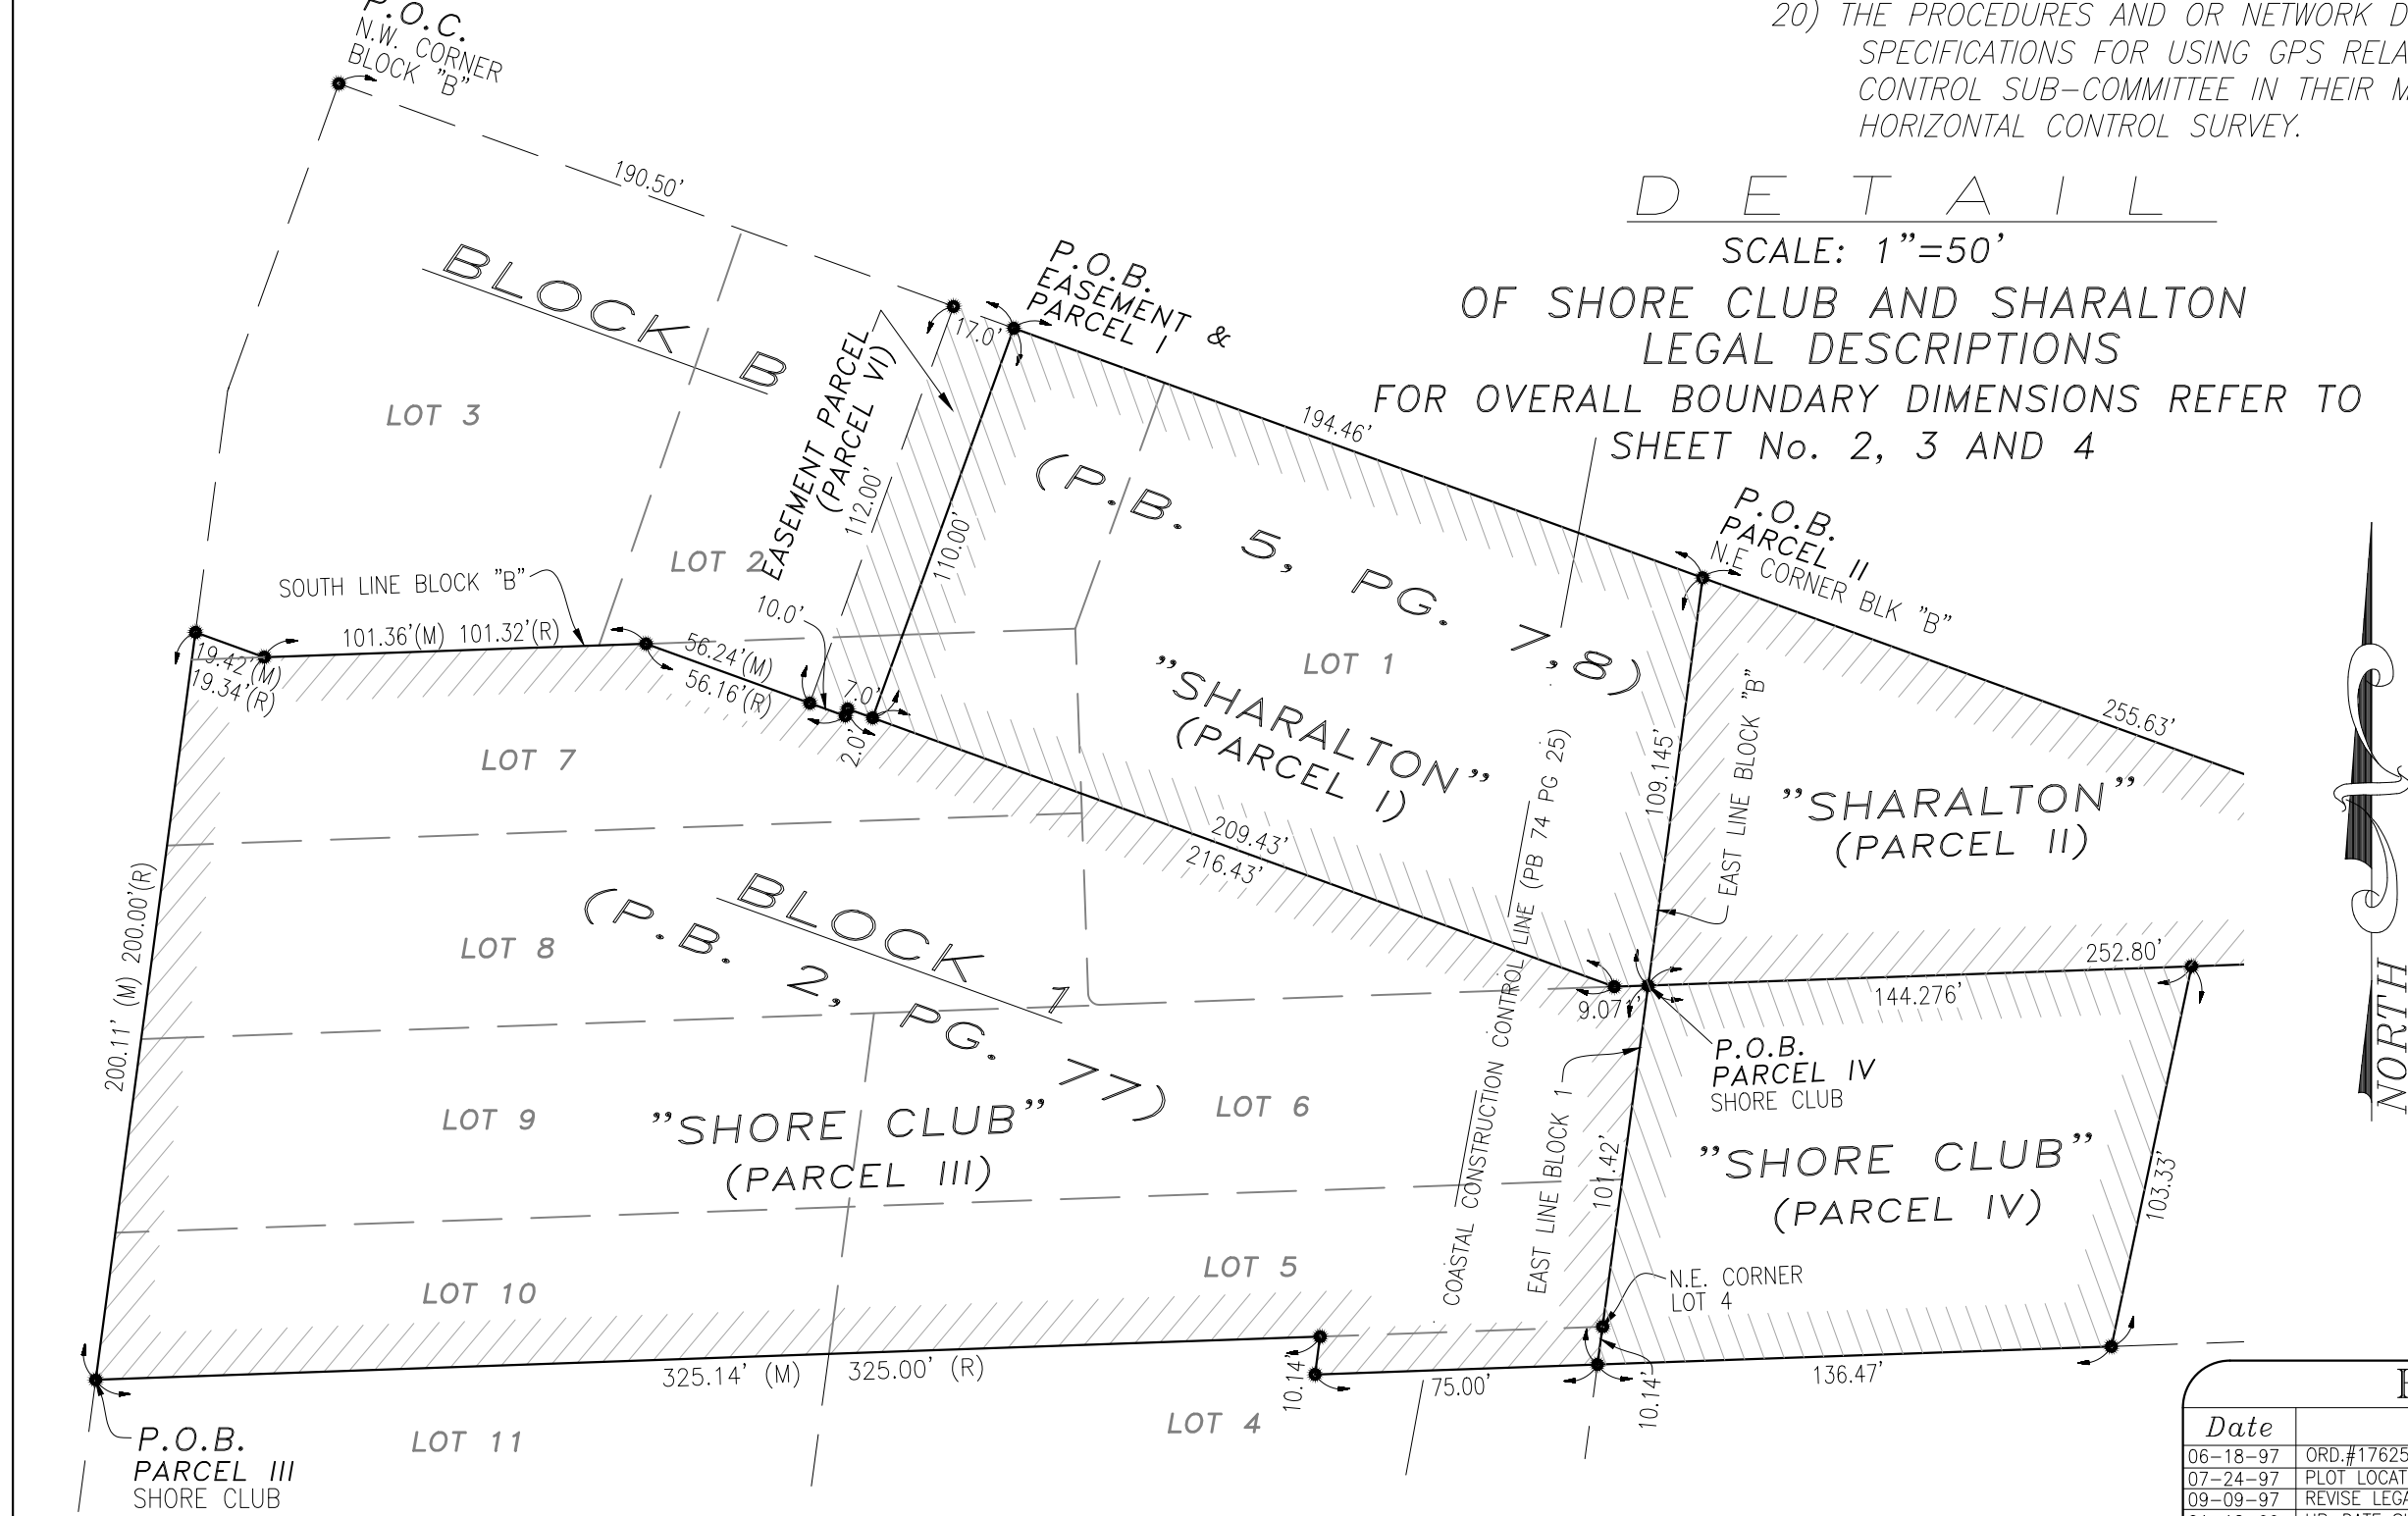 P.O.C.
N.W. CORNER
BLOCK "B"
20) THE PROCEDURES AND OR NETWORK
SPECIFICATIONS FOR USING GPS
CONTROL SUB-COMMITTEE IN THEIR
HORIZONTAL CONTROL SURVEY.
DETAIL
SCALE: 1"=50'
OF SHORE CLUB AND SHARALTON
LEGAL DESCRIPTIONS
FOR OVERALL BOUNDARY DIMENSIONS REFER TO
SHEET No. 2, 3 AND 4
190.50'
BLOCK B
P.O.B.
EASEMENT &
PARCEL I
17.0'
EASEMENT PARCEL
(PARCEL VI)
112.00'
110.00'
194.46'
LOT 3
LOT 2
(P.B. 5, PG. 7,8)
P.O.B.
PARCEL II
N.E CORNER BLK "B"
SOUTH LINE BLOCK "B"
101.36'(M) 101.32'(R)
19.42'(M)
19.34'(R)
56.24'(M)
56.16'(R)
10.0'
7.0'
2.0'
LOT 1
"SHARALTON"
(PARCEL I)
109.145'
EAST LINE BLOCK "B"
255.63'
"SHARALTON"
(PARCEL II)
COASTAL CONSTRUCTION CONTROL LINE (PB 74 PG 25)
209.43'
216.43'
LOT 7
200.11' (M) 200.00'(R)
LOT 8
BLOCK 1
(P.B. 2, PG. 77)
252.80'
144.276'
9.071'
P.O.B.
PARCEL IV
SHORE CLUB
NORTH
LOT 9
"SHORE CLUB"
(PARCEL III)
LOT 6
EAST LINE BLOCK 1
101.42'
"SHORE CLUB"
(PARCEL IV)
103.33'
LOT 10
LOT 5
N.E. CORNER
LOT 4
325.14' (M) 325.00' (R)
10.14'
75.00'
10.14'
136.47'
P.O.B.
PARCEL III
SHORE CLUB
LOT 11
LOT 4
Date
06-18-97 ORD.#17625
07-24-97 PLOT
09-09-97 REVISE